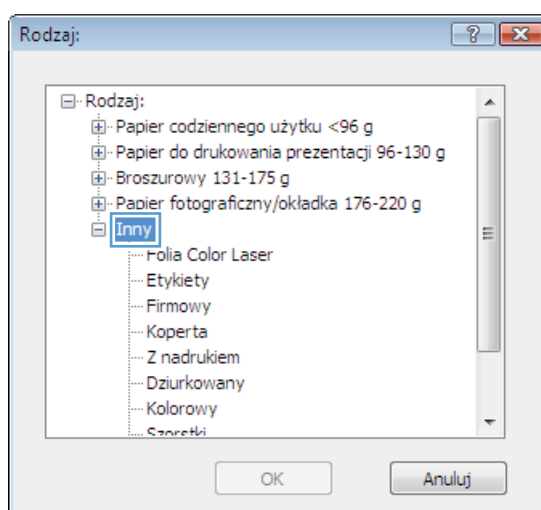 Rodzaj:
Rodzaj:
Papier codziennego użytku <96 g
Papier do drukowania prezentacji 96-130 g
Broszurowy 131-175 g
Papier fotograficzny/okładka 176-220 g
Inny
Folia Color Laser
Etykiety
Firmowy
Koperta
Z nadrukiem
Dziurkowany
Kolorowy
Szorstki
OK
Anuluj